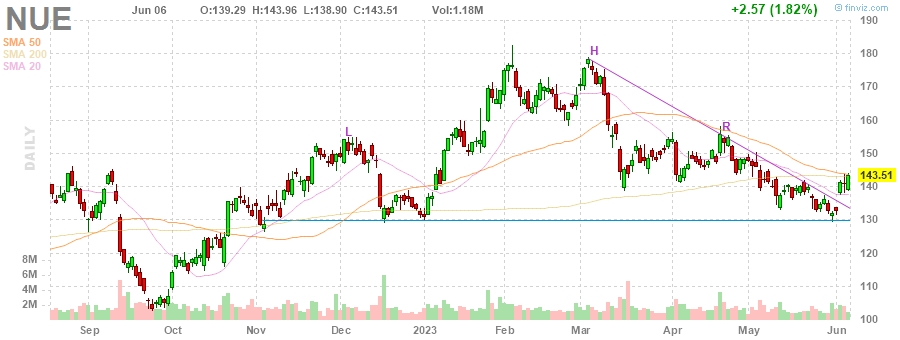 NUE Jun 06 O:139.29 H:143.96 L:138.90 C:143.51 Vol:1.18M +2.57 (1.82%) © finviz.com
SMA 50
SMA 200
SMA 20
DAILY
L
H
R
190
180
170
160
150
143.51
140
130
120
110
100
8M
6M
4M
2M
Sep Oct Nov Dec 2023 Feb Mar Apr May Jun